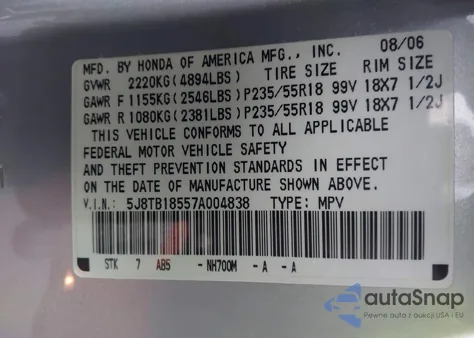 MFD. BY HONDA OF AMERICA MFG., INC. 08/06
GVWR 2220KG(4894LBS) TIRE SIZE RIM SIZE
GAWR F 1155KG(2546LBS)P235/55R18 99V 18X7 1/2J
GAWR R 1080KG(2381LBS)P235/55R18 99V 18X7 1/2J
THIS VEHICLE CONFORMS TO ALL APPLICABLE
FEDERAL MOTOR VEHICLE SAFETY
AND THEFT PREVENTION STANDARDS IN EFFECT
ON THE DATE OF MANUFACTURE SHOWN ABOVE.
V.I.N.: 5J8TB18557A004838 TYPE: MPV
STK 7 AB5 -NH700M -A -A
autoSnap
Pewne auta z aukcji USA i EU